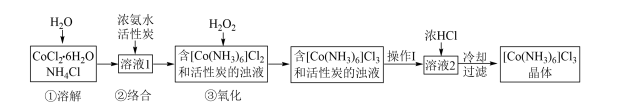 H₂O
CoCl₂·6H₂O
NH₄Cl
①溶解
浓氨水
活性炭
溶液1
②络合
H₂O₂
含[Co(NH₃)₆]Cl₂
和活性炭的浊液
③氧化
含[Co(NH₃)₆]Cl₃
和活性炭的浊液
操作I
浓HCl
溶液2
冷却
过滤
[Co(NH₃)₆]Cl₃
晶体